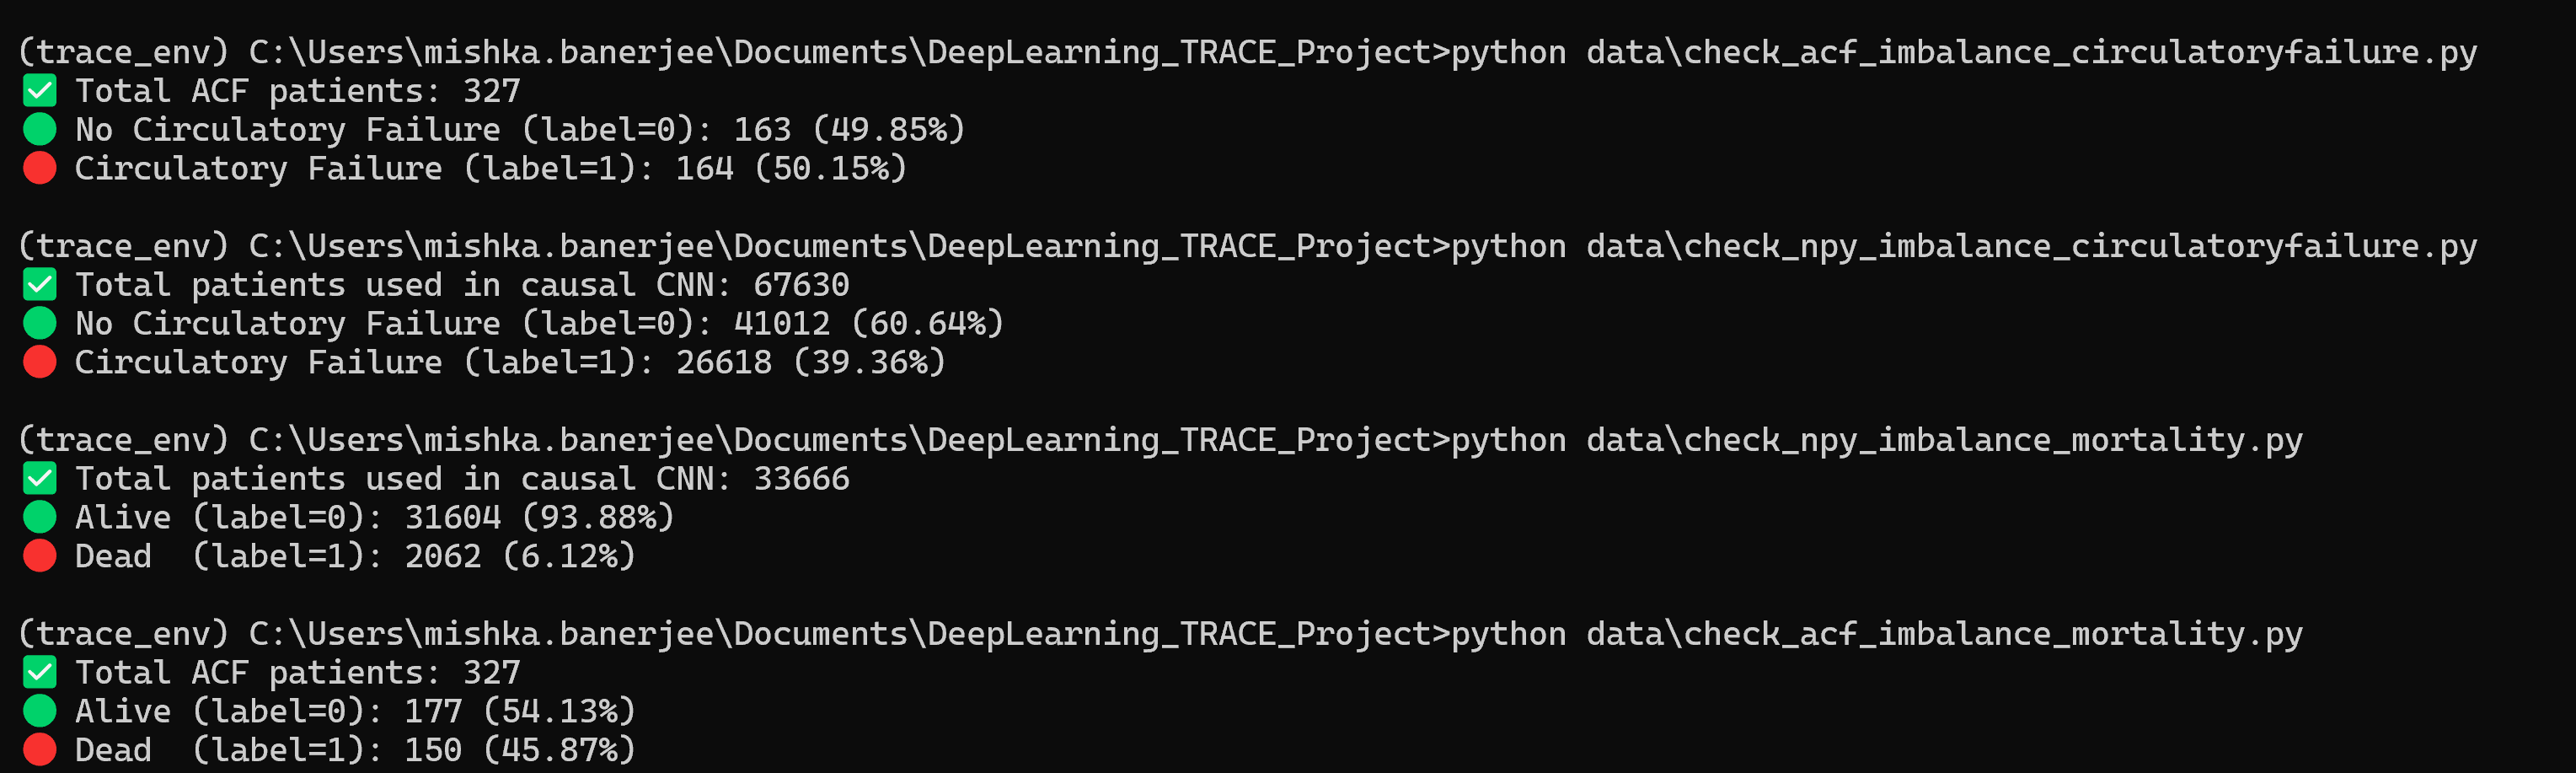 (trace_env) C:\Users\mishka.banerjee\Documents\DeepLearning_TRACE_Project>python data\check_acf_imbalance_circulatoryfailure.py
✅ Total ACF patients: 327
🟢 No Circulatory Failure (label=0): 163 (49.85%)
🔴 Circulatory Failure (label=1): 164 (50.15%)
(trace_env) C:\Users\mishka.banerjee\Documents\DeepLearning_TRACE_Project>python data\check_npy_imbalance_circulatoryfailure.py
✅ Total patients used in causal CNN: 67630
🟢 No Circulatory Failure (label=0): 41012 (60.64%)
🔴 Circulatory Failure (label=1): 26618 (39.36%)
(trace_env) C:\Users\mishka.banerjee\Documents\DeepLearning_TRACE_Project>python data\check_npy_imbalance_mortality.py
✅ Total patients used in causal CNN: 33666
🟢 Alive (label=0): 31604 (93.88%)
🔴 Dead  (label=1): 2062 (6.12%)
(trace_env) C:\Users\mishka.banerjee\Documents\DeepLearning_TRACE_Project>python data\check_acf_imbalance_mortality.py
✅ Total ACF patients: 327
🟢 Alive (label=0): 177 (54.13%)
🔴 Dead  (label=1): 150 (45.87%)